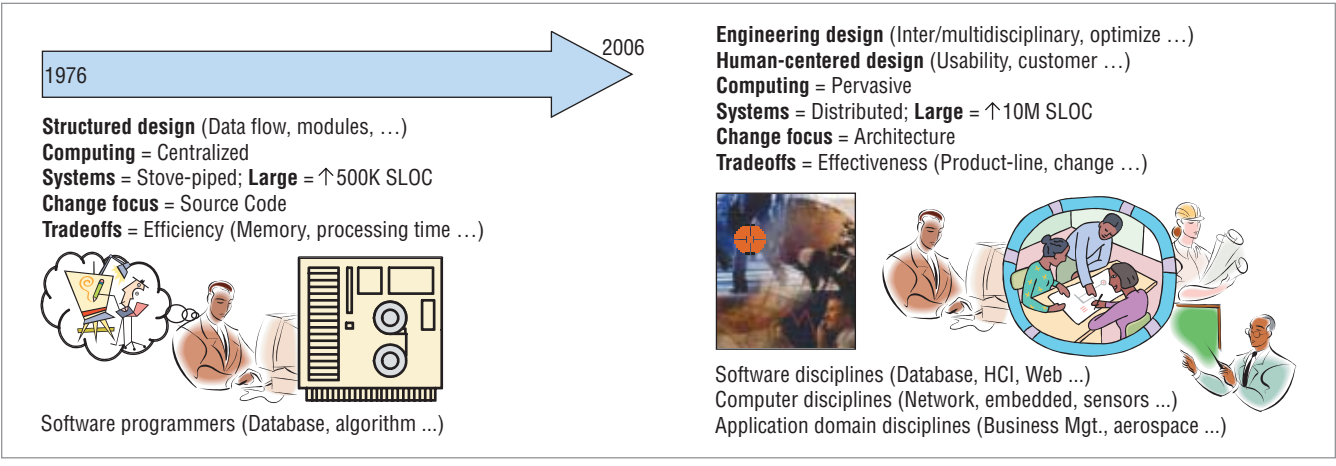 1976
2006
Structured design (Data flow, modules, …)
Computing = Centralized
Systems = Stove-piped; Large = ↑500K SLOC
Change focus = Source Code
Tradeoffs = Efficiency (Memory, processing time …)
Software programmers (Database, algorithm ...)
Engineering design (Inter/multidisciplinary, optimize …)
Human-centered design (Usability, customer …)
Computing = Pervasive
Systems = Distributed; Large = ↑10M SLOC
Change focus = Architecture
Tradeoffs = Effectiveness (Product-line, change …)
Software disciplines (Database, HCI, Web ...)
Computer disciplines (Network, embedded, sensors ...)
Application domain disciplines (Business Mgt., aerospace ...)